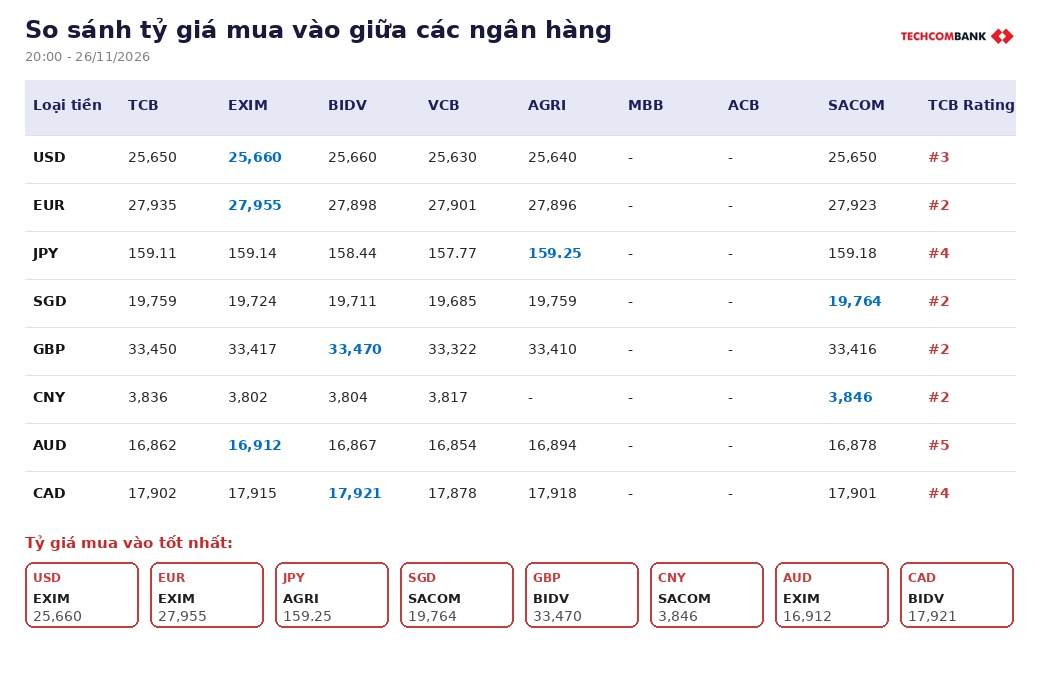 So sánh tỷ giá mua vào giữa các ngân hàng
TECHCOMBANK
20:00 - 26/11/2026
Loại tiền TCB EXIM BIDV VCB AGRI MBB ACB SACOM TCB Rating
USD 25,650 25,660 25,660 25,630 25,640 - - 25,650 #3
EUR 27,935 27,955 27,898 27,901 27,896 - - 27,923 #2
JPY 159.11 159.14 158.44 157.77 159.25 - - 159.18 #4
SGD 19,759 19,724 19,711 19,685 19,759 - - 19,764 #2
GBP 33,450 33,417 33,470 33,322 33,410 - - 33,416 #2
CNY 3,836 3,802 3,804 3,817 - - - 3,846 #2
AUD 16,862 16,912 16,867 16,854 16,894 - - 16,878 #5
CAD 17,902 17,915 17,921 17,878 17,918 - - 17,901 #4
Tỷ giá mua vào tốt nhất:
USD EUR JPY SGD GBP CNY AUD CAD
EXIM EXIM AGRI SACOM BIDV SACOM EXIM BIDV
25,660 27,955 159.25 19,764 33,470 3,846 16,912 17,921